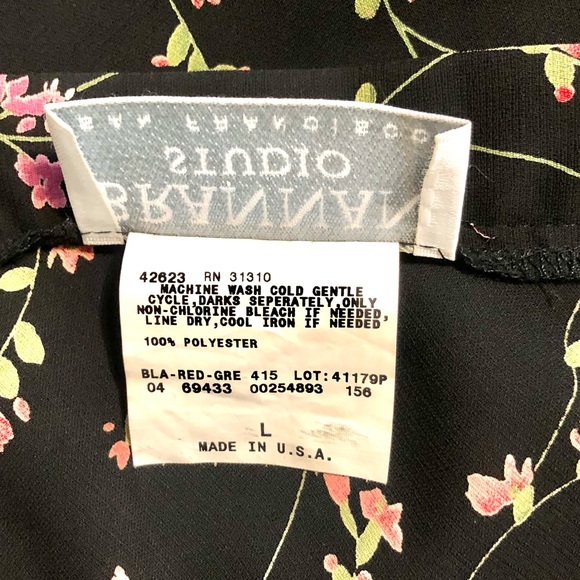 BRANNAN
STUDIO
SAN FRANCISCO
42623 RN 31310
MACHINE WASH COLD GENTLE
CYCLE,DARKS SEPERATELY,ONLY
NON-CHLORINE BLEACH IF NEEDED,
LINE DRY,COOL IRON IF NEEDED
100% POLYESTER
BLA-RED-GRE 415 LOT:41179P
04 69433 00254893 156
L
MADE IN U.S.A.